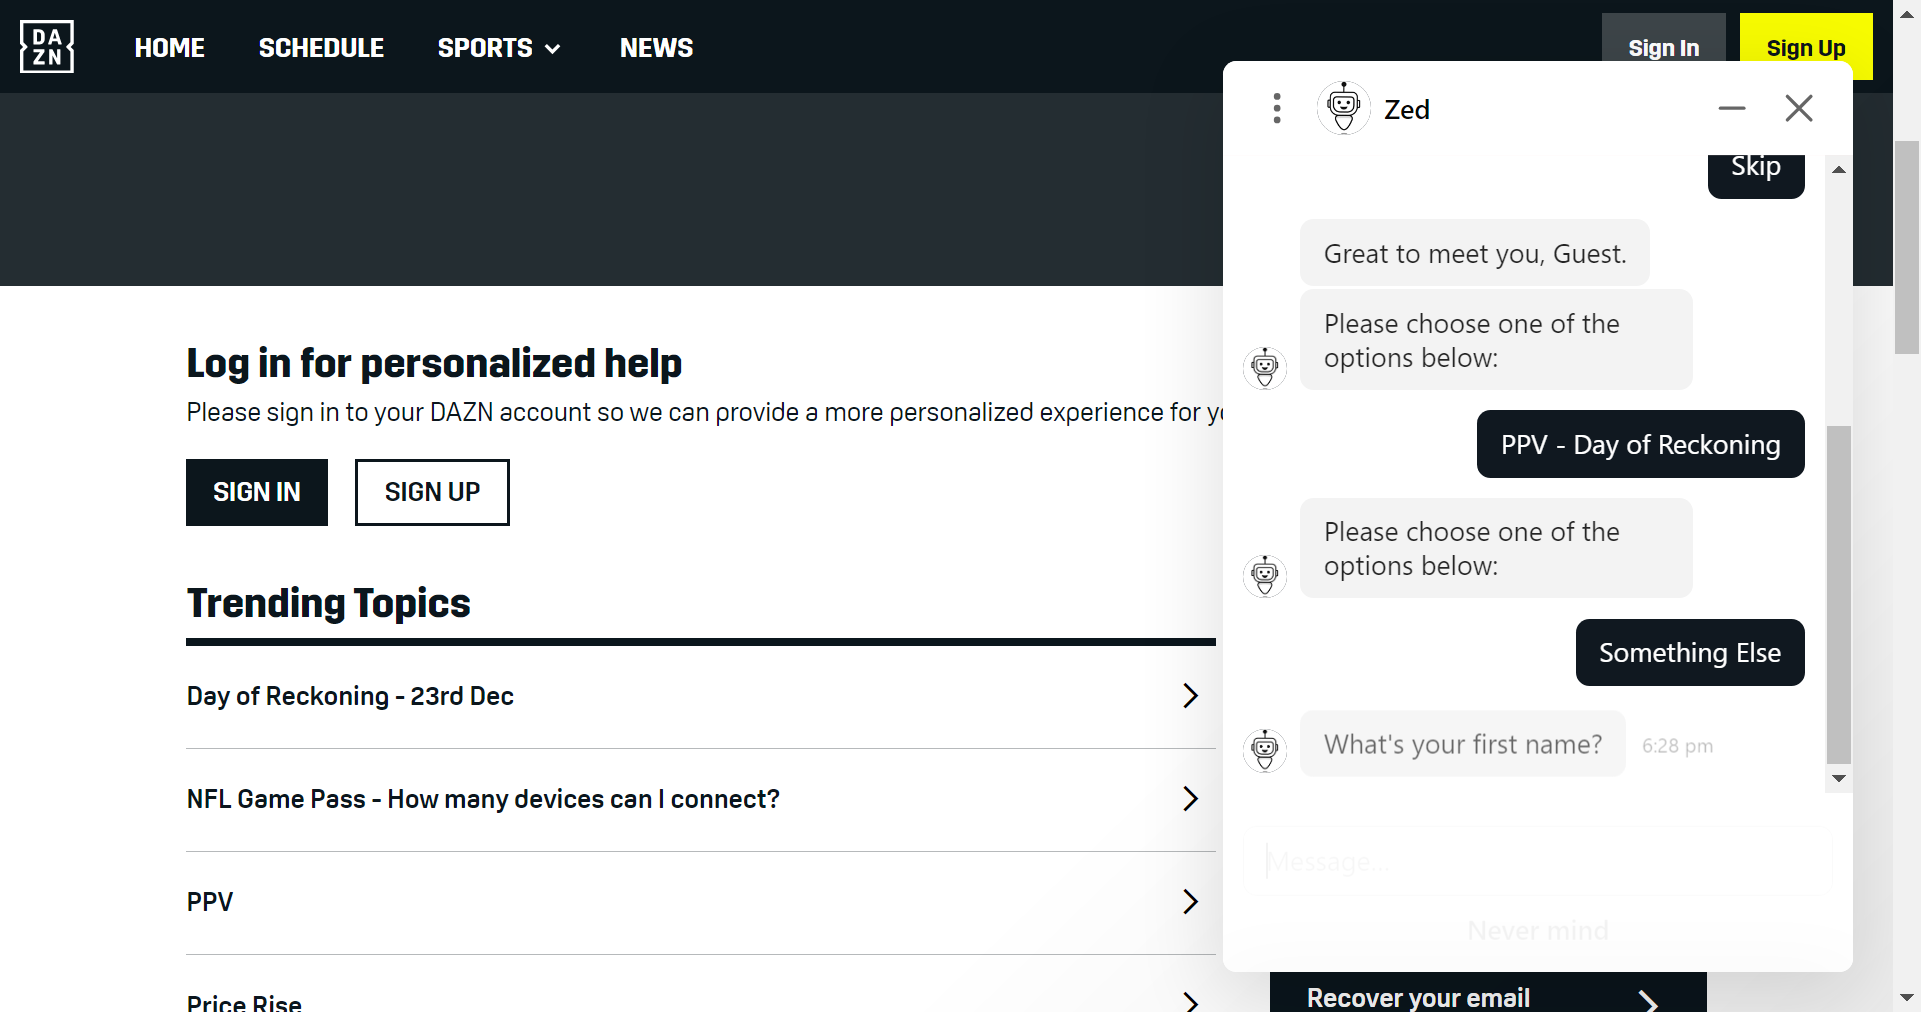 DA
ZN
HOME
SCHEDULE
SPORTS
NEWS
Sign In
Sign Up
Log in for personalized help
Please sign in to your DAZN account so we can provide a more personalized experience for yo
SIGN IN
SIGN UP
Trending Topics
Day of Reckoning - 23rd Dec
NFL Game Pass - How many devices can I connect?
PPV
Price Rise
Zed
Skip
Great to meet you, Guest.
Please choose one of the
options below:
PPV - Day of Reckoning
Please choose one of the
options below:
Something Else
What's your first name?
6:28 pm
Message...
Never mind
Recover your email